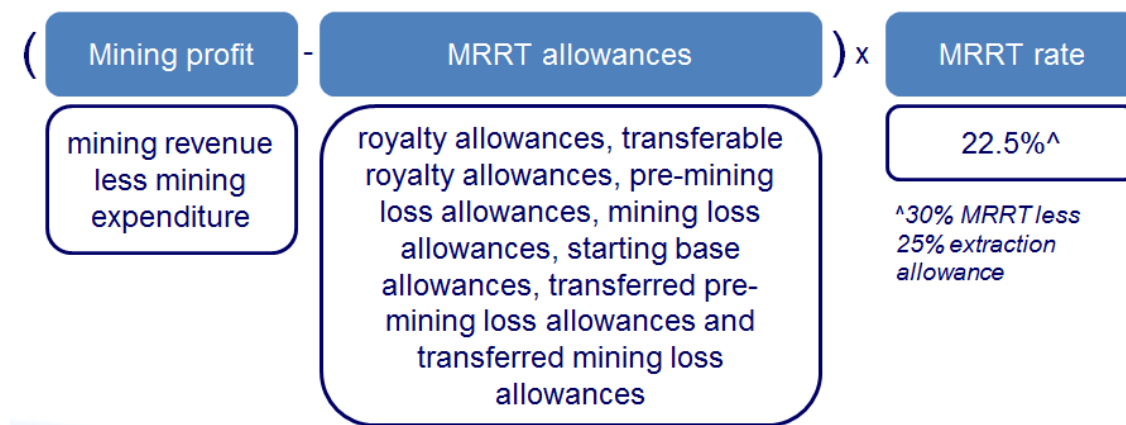 ( Mining profit - MRRT allowances ) x MRRT rate
mining revenue
less mining
expenditure
royalty allowances, transferable
royalty allowances, pre-mining
loss allowances, mining loss
allowances, starting base
allowances, transferred pre-
mining loss allowances and
transferred mining loss
allowances
22.5%^
^30% MRRT less
25% extraction
allowance